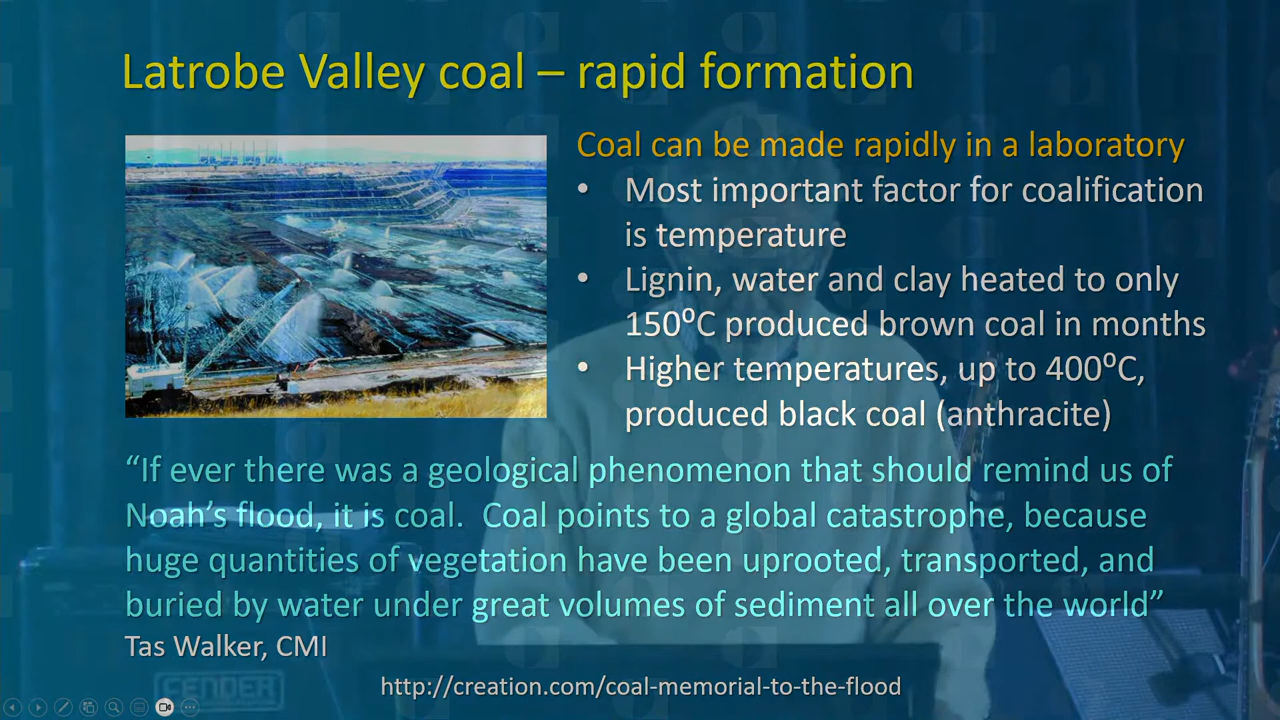 Latrobe Valley coal – rapid formation
Coal can be made rapidly in a laboratory
• Most important factor for coalification
is temperature
• Lignin, water and clay heated to only
150⁰C produced brown coal in months
• Higher temperatures, up to 400⁰C,
produced black coal (anthracite)
“If ever there was a geological phenomenon that should remind us of
Noah’s flood, it is coal.  Coal points to a global catastrophe, because
huge quantities of vegetation have been uprooted, transported, and
buried by water under great volumes of sediment all over the world”
Tas Walker, CMI
http://creation.com/coal-memorial-to-the-flood
FENDER